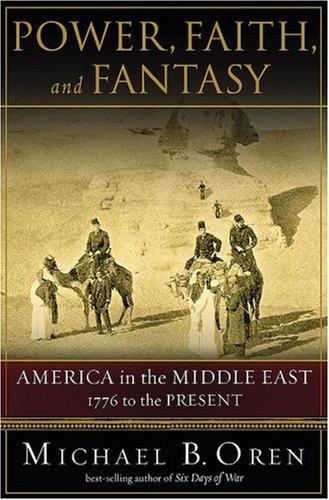 POWER, FAITH,
and FANTASY
AMERICA in the MIDDLE EAST
1776 to the PRESENT
MICHAEL B. OREN
best-selling author of Six Days of War